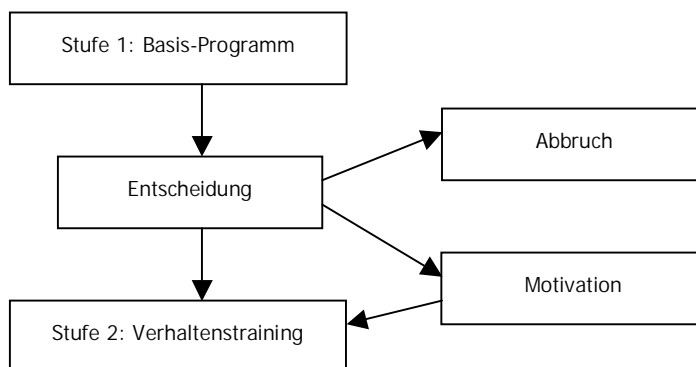 Stufe 1: Basis-Programm
Abbruch
Entscheidung
Motivation
Stufe 2: Verhaltenstraining